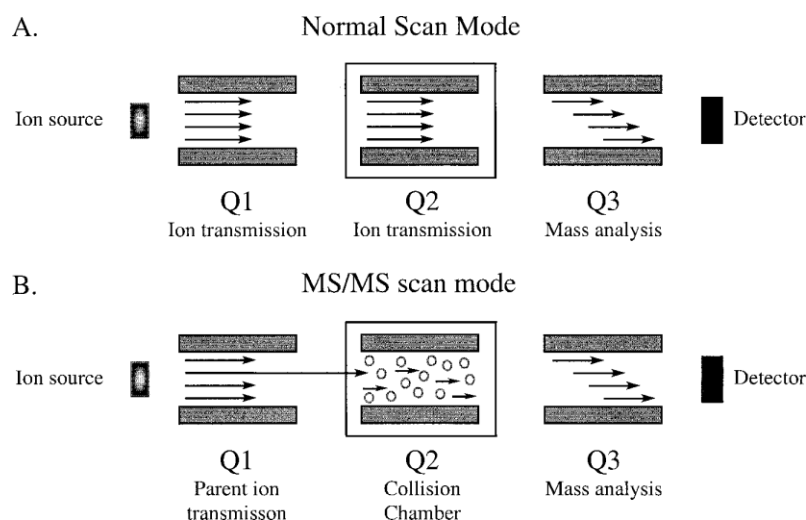 A.
Normal Scan Mode
Ion source
Detector
Q1
Q2
Q3
Ion transmission
Ion transmission
Mass analysis
B.
MS/MS scan mode
Ion source
Detector
Q1
Q2
Q3
Parent ion
transmisson
Collision
Chamber
Mass analysis